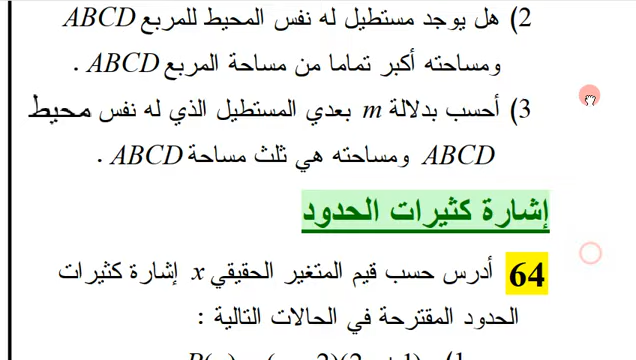 2) هل يوجد مستطيل له نفس المحيط للمربع ABCD
ومساحته أكبر تماما من مساحة المربع ABCD .
3) أحسب بدلالة m بعدي المستطيل الذي له نفس محيط
ABCD ومساحته هي ثلث مساحة ABCD .
إشارة كثيرات الحدود
64 أدرس حسب قيم المتغير الحقيقي x إشارة كثيرات
الحدود المقترحة في الحالات التالية :